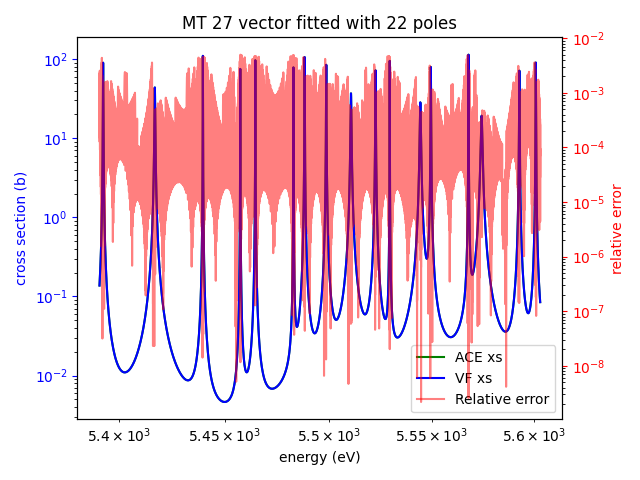 MT 27 vector fitted with 22 poles
10²
10¹
10⁰
10⁻¹
10⁻²
cross section (b)
10⁻²
10⁻³
10⁻⁴
10⁻⁵
10⁻⁶
10⁻⁷
10⁻⁸
relative error
ACE xs
VF xs
Relative error
5.4 × 10³ 5.45 × 10³ 5.5 × 10³ 5.55 × 10³ 5.6 × 10³
energy (eV)